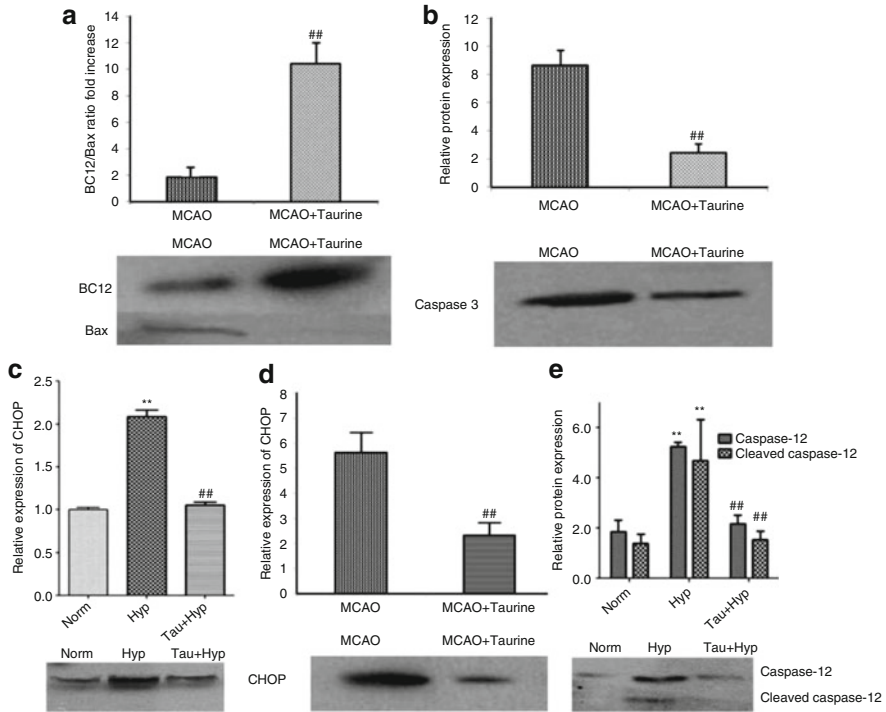 a
BC12/Bax ratio fold increase
14
12
10
8
6
4
2
0
##
MCAO
MCAO+Taurine
MCAO
MCAO+Taurine
BC12
Bax
b
Relative protein expression
12
10
8
6
4
2
0
##
MCAO
MCAO+Taurine
MCAO
MCAO+Taurine
Caspase 3
c
Relative expression of CHOP
2.5
2.0
1.5
1.0
0.5
0.0
**
##
Norm
Hyp
Tau+Hyp
Norm
Hyp
Tau+Hyp
CHOP
d
Relative expression of CHOP
8
7
6
5
4
3
2
1
0
##
MCAO
MCAO+Taurine
MCAO
MCAO+Taurine
e
Relative protein expression
6.0
4.0
2.0
0.0
**
**
##
##
Caspase-12
Cleaved caspase-12
Norm
Hyp
Tau+Hyp
Norm
Hyp
Tau+Hyp
Caspase-12
Cleaved caspase-12